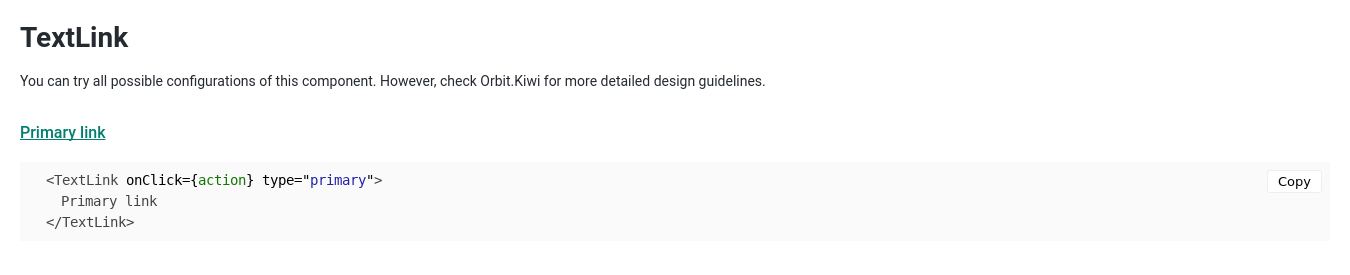 TextLink
You can try all possible configurations of this component. However, check Orbit.Kiwi for more detailed design guidelines.
Primary link
<TextLink onClick={action} type="primary">
Primary link
</TextLink>
Copy